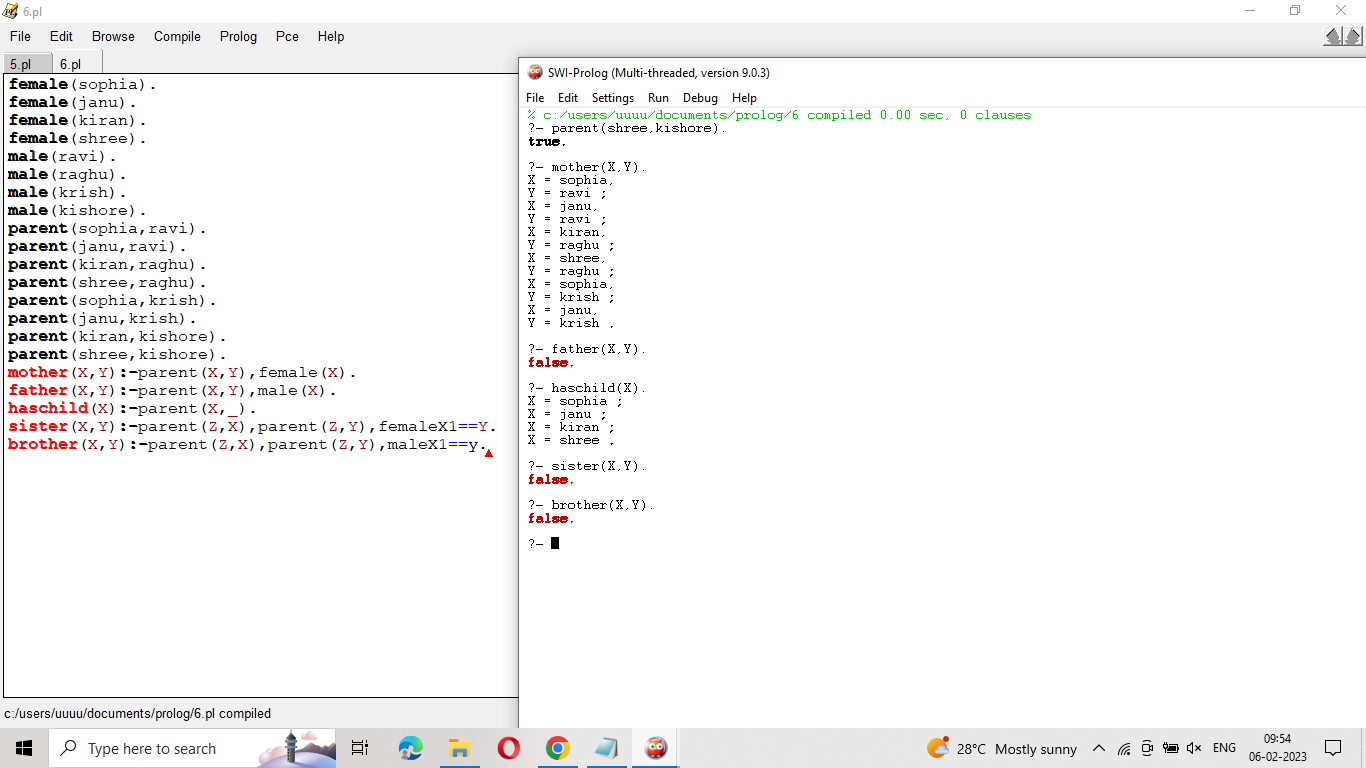 6.pl
File Edit Browse Compile Prolog Pce Help
5.pl 6.pl
female(sophia).
female(janu).
female(kiran).
female(shree).
male(ravi).
male(raghu).
male(krish).
male(kishore).
parent(sophia,ravi).
parent(janu,ravi).
parent(kiran,raghu).
parent(shree,raghu).
parent(sophia,krish).
parent(janu,krish).
parent(kiran,kishore).
parent(shree,kishore).
mother(X,Y):-parent(X,Y),female(X).
father(X,Y):-parent(X,Y),male(X).
haschild(X):-parent(X,_).
sister(X,Y):-parent(Z,X),parent(Z,Y),femaleX1==Y.
brother(X,Y):-parent(Z,X),parent(Z,Y),maleX1==y.
c:/users/uuuu/documents/prolog/6.pl compiled
SWI-Prolog (Multi-threaded, version 9.0.3)
File Edit Settings Run Debug Help
% c:/users/uuuu/documents/prolog/6 compiled 0.00 sec, 0 clauses
?- parent(shree,kishore).
true.
?- mother(X,Y).
X = sophia,
Y = ravi ;
X = janu,
Y = ravi ;
X = kiran,
Y = raghu ;
X = shree,
Y = raghu ;
X = sophia,
Y = krish ;
X = janu,
Y = krish .
?- father(X,Y).
false.
?- haschild(X).
X = sophia ;
X = janu ;
X = kiran ;
X = shree .
?- sister(X,Y).
false.
?- brother(X,Y).
false.
?-
Type here to search
28°C Mostly sunny
ENG
09:54
06-02-2023